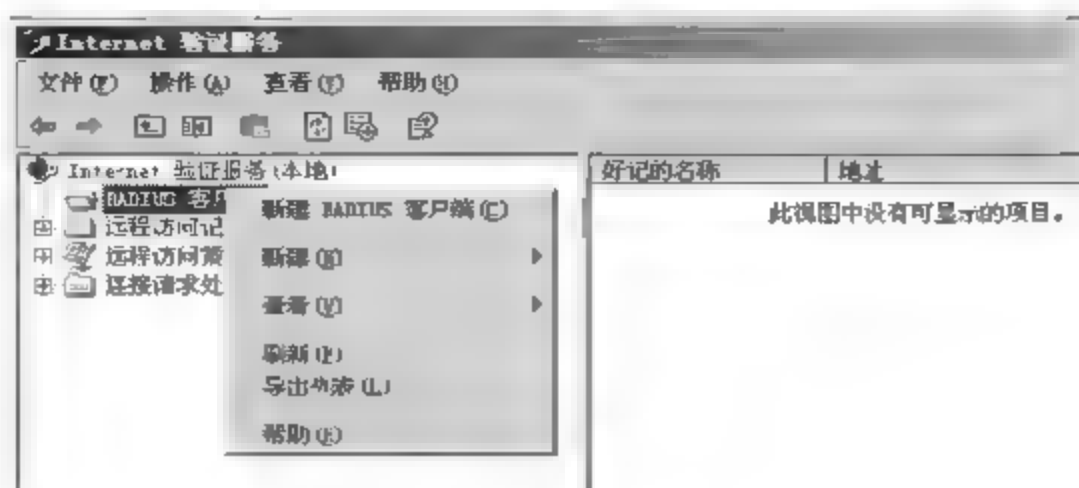 Internet 验证服务
文件(F) 操作(A) 查看(V) 帮助(H)
Internet 验证服务(本地)
好记的名称 地址
RADIUS 客户
此视图中没有可显示的项目。
远程访问记
远程访问策
连接请求处
新建 RADIUS 客户端(C)
新建(N)
查看(V)
刷新(F)
导出列表(L)
帮助(H)